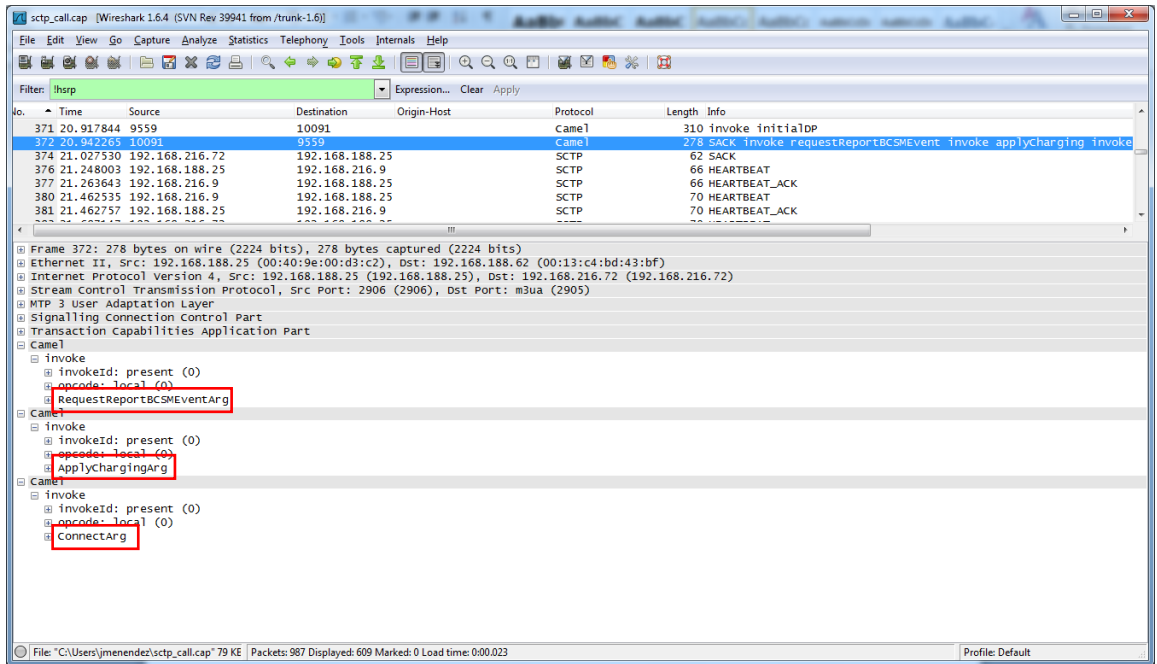 sctp_call.cap [Wireshark 1.6.4 (SVN Rev 39941 from /trunk-1.6)]
File Edit View Go Capture Analyze Statistics Telephony Tools Internals Help
Filter: !hsrp Expression... Clear Apply
No. Time Source Destination Origin-Host Protocol Length Info
371 20.917844 9559 10091 Camel 310 invoke initialDP
372 20.942265 10091 9559 Camel 278 SACK invoke requestReportBCSMEvent invoke applyCharging invoke
374 21.027530 192.168.216.72 192.168.188.25 SCTP 62 SACK
376 21.248003 192.168.188.25 192.168.216.9 SCTP 66 HEARTBEAT
377 21.263643 192.168.216.9 192.168.188.25 SCTP 66 HEARTBEAT_ACK
380 21.462535 192.168.216.9 192.168.188.25 SCTP 70 HEARTBEAT
381 21.462757 192.168.188.25 192.168.216.9 SCTP 70 HEARTBEAT_ACK
Frame 372: 278 bytes on wire (2224 bits), 278 bytes captured (2224 bits)
Ethernet II, Src: 192.168.188.25 (00:40:9e:00:d3:c2), Dst: 192.168.188.62 (00:13:c4:bd:43:bf)
Internet Protocol Version 4, Src: 192.168.188.25 (192.168.188.25), Dst: 192.168.216.72 (192.168.216.72)
Stream Control Transmission Protocol, Src Port: 2906 (2906), Dst Port: m3ua (2905)
MTP 3 User Adaptation Layer
Signalling Connection Control Part
Transaction Capabilities Application Part
Camel
invoke
invokeId: present (0)
opcode: local (0)
RequestReportBCSMEventArg
Camel
invoke
invokeId: present (0)
opcode: local (0)
ApplyChargingArg
Camel
invoke
invokeId: present (0)
opcode: local (0)
ConnectArg
File: "C:\Users\jmenendez\sctp_call.cap" 79 KE Packets: 987 Displayed: 609 Marked: 0 Load time: 0:00.023 Profile: Default